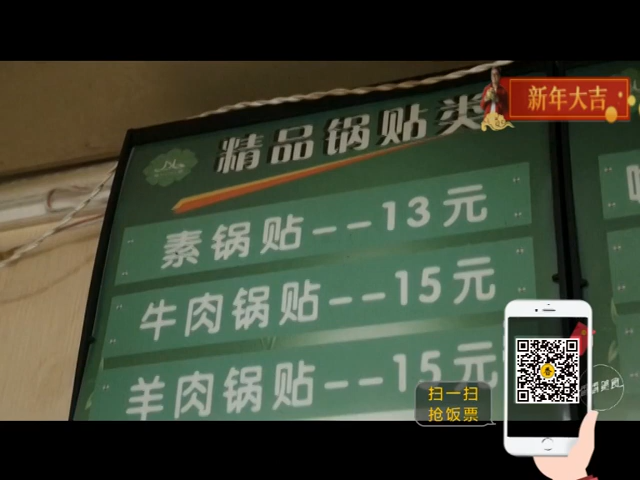 新年大吉
精品锅贴类
素锅贴--13元
牛肉锅贴--15元
羊肉锅贴--15元
扫一扫
抢饭票